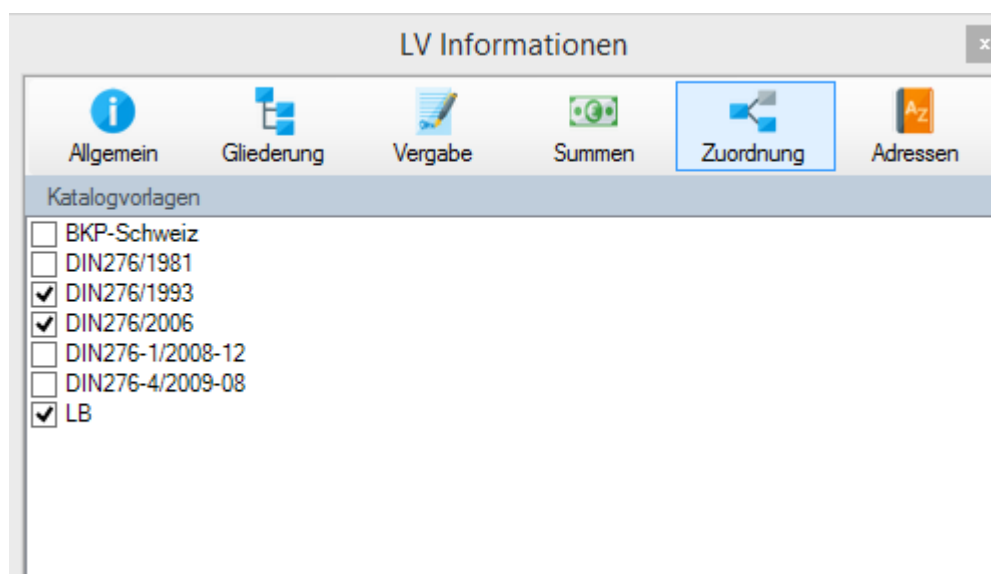 LV Informationen
x
Allgemein Gliederung Vergabe Summen Zuordnung Adressen
Katalogvorlagen
BKP-Schweiz
DIN276/1981
DIN276/1993
DIN276/2006
DIN276-1/2008-12
DIN276-4/2009-08
LB